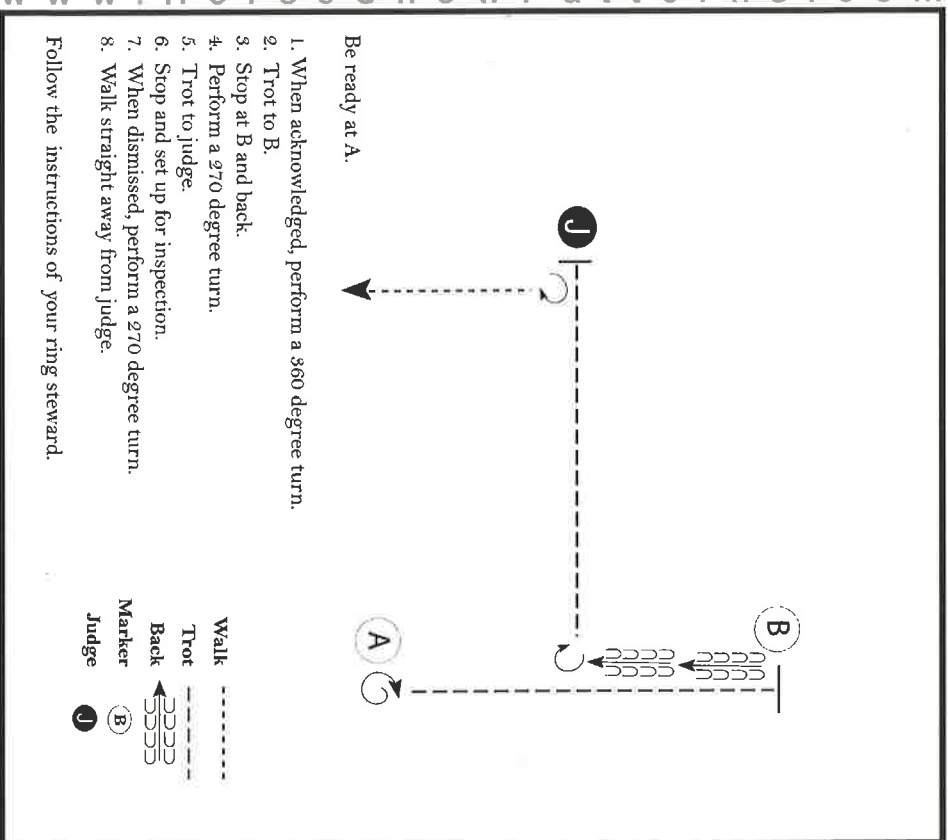 B
J
A
Be ready at A.
1. When acknowledged, perform a 360 degree turn.
2. Trot to B.
3. Stop at B and back.
4. Perform a 270 degree turn.
5. Trot to judge.
6. Stop and set up for inspection.
7. When dismissed, perform a 270 degree turn.
8. Walk straight away from judge.
Follow the instructions of your ring steward.
Walk
Trot
Back
Marker B
Judge J